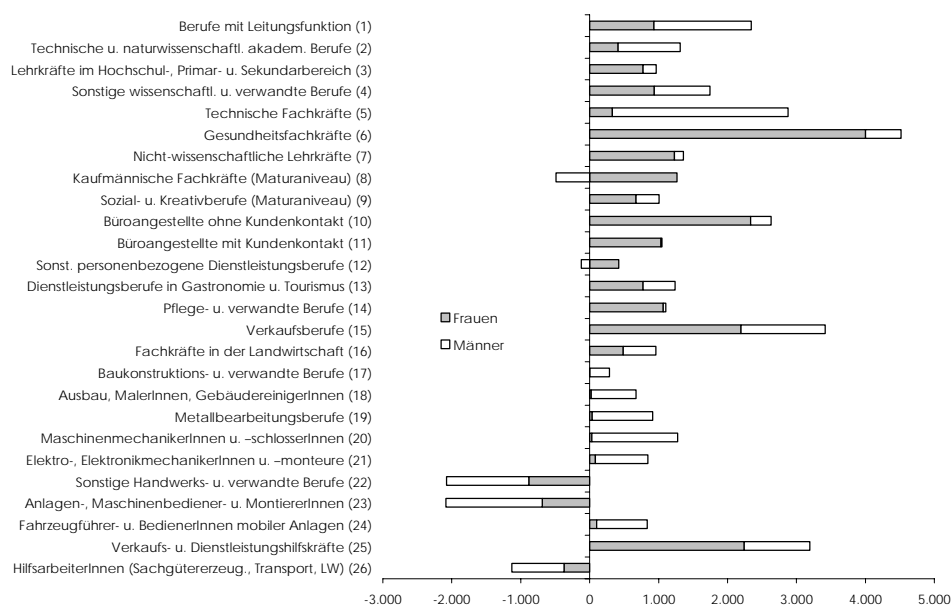 Berufe mit Leitungsfunktion (1)
Technische u. naturwissenschaftl. akadem. Berufe (2)
Lehrkräfte im Hochschul-, Primar- u. Sekundarbereich (3)
Sonstige wissenschaftl. u. verwandte Berufe (4)
Technische Fachkräfte (5)
Gesundheitsfachkräfte (6)
Nicht-wissenschaftliche Lehrkräfte (7)
Kaufmännische Fachkräfte (Maturaniveau) (8)
Sozial- u. Kreativberufe (Maturaniveau) (9)
Büroangestellte ohne Kundenkontakt (10)
Büroangestellte mit Kundenkontakt (11)
Sonst. personenbezogene Dienstleistungsberufe (12)
Dienstleistungsberufe in Gastronomie u. Tourismus (13)
Pflege- u. verwandte Berufe (14)
Verkaufsberufe (15)
Fachkräfte in der Landwirtschaft (16)
Baukonstruktions- u. verwandte Berufe (17)
Ausbau, MalerInnen, GebäudereinigerInnen (18)
Metallbearbeitungsberufe (19)
MaschinenmechanikerInnen u. –schlosserInnen (20)
Elektro-, ElektronikmechanikerInnen u. –monteure (21)
Sonstige Handwerks- u. verwandte Berufe (22)
Anlagen-, Maschinenbediener- u. MontiererInnen (23)
Fahrzeugführer- u. BedienerInnen mobiler Anlagen (24)
Verkaufs- u. Dienstleistungshilfskräfte (25)
HilfsarbeiterInnen (Sachgütererzeug., Transport, LW) (26)
Frauen
Männer
-3.000 -2.000 -1.000 0 1.000 2.000 3.000 4.000 5.000